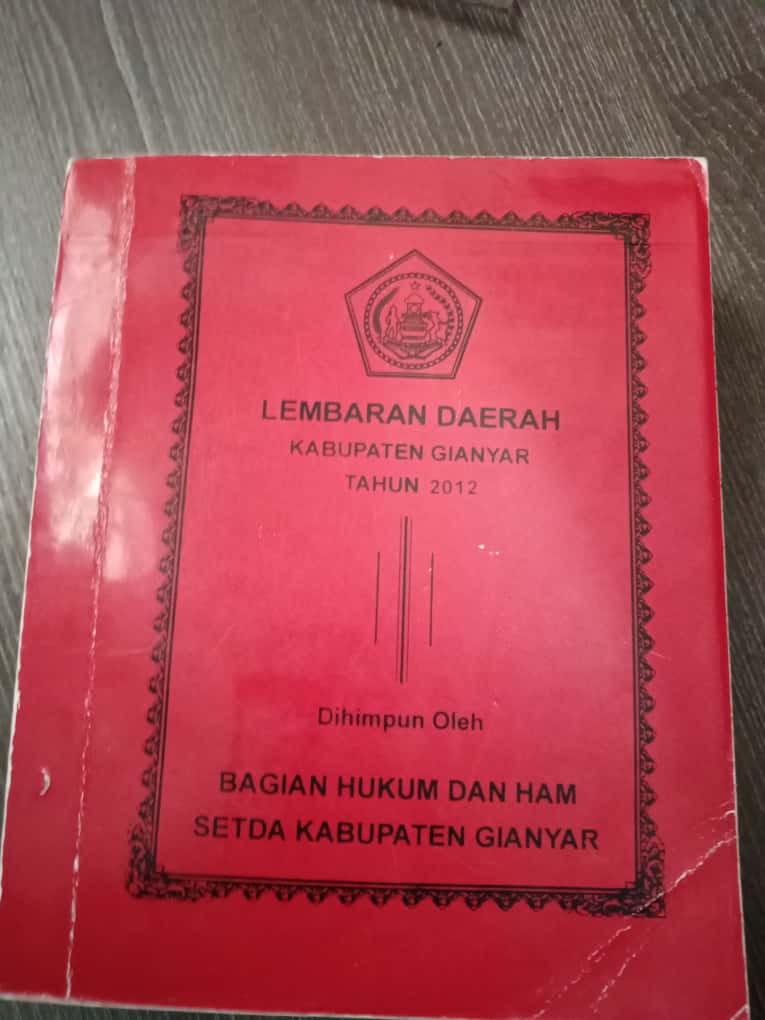 LEMBARAN DAERAH
KABUPATEN GIANYAR
TAHUN 2012
Dihimpun Oleh
BAGIAN HUKUM DAN HAM
SETDA KABUPATEN GIANYAR